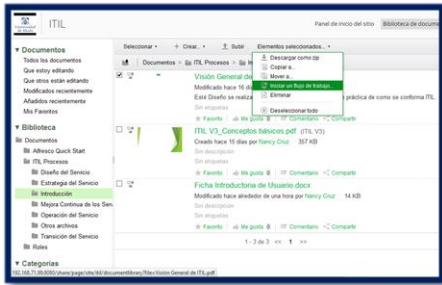 ITIL
Panel de inicio del sitio
Biblioteca de docume
Documentos
Todos los documentos
Que estoy editando
Que otros están editando
Modificados recientemente
Añadidos recientemente
Mis Favoritos
Biblioteca
Documentos
Alfresco Quick Start
ITIL Procesos
Diseño del Servicio
Estrategia del Servicio
Introducción
Mejora Continua de los Serv
Operación del Servicio
Otros archivos
Transición del Servicio
Roles
Categorías
Seleccionar
Crear...
Subir
Elementos seleccionados...
Documentos > ITIL Procesos > In
Descargar como zip
Copiar a...
Mover a...
Iniciar un flujo de trabajo...
Eliminar
Deseleccionar todo
Visión General de
Modificado hace 16 dí
Este Diseño se realiza
práctica de como se conforma ITIL
Sin etiquetas
Favorito Me gusta 0 Comentario Compartir
ITIL V3_Conceptos básicos.pdf (ITIL V3)
Creado hace 15 días por Nancy Cruz 357 KB
Sin descripción
Sin etiquetas
Favorito Me gusta 0 Comentario Compartir
Ficha Introductoria de Usuario.docx
Modificado hace alrededor de una hora por Nancy Cruz 14 KB
Sin descripción
Sin etiquetas
Favorito Me gusta 0 Comentario Compartir
1 - 3 de 3 << 1 >>